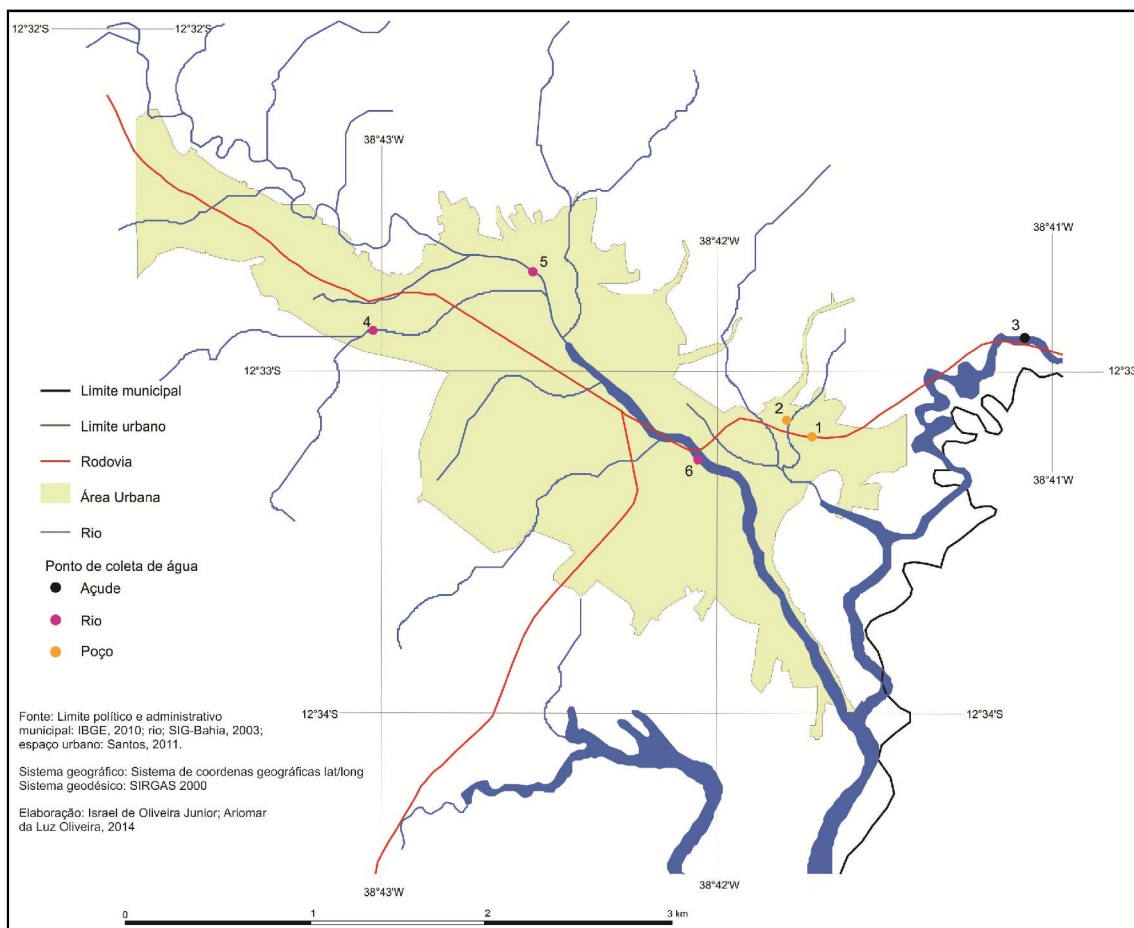 12°32'S
12°32'S
38°43'W
38°42'W
38°41'W
5
4
3
2
1
6
12°33'S
12°33'S
38°41'W
Limite municipal
Limite urbano
Rodovia
Área Urbana
Rio
Ponto de coleta de água
Açude
Rio
Poço
12°34'S
12°34'S
Fonte: Limite político e administrativo
municipal: IBGE, 2010; rio; SIG-Bahia, 2003;
espaço urbano: Santos, 2011.
Sistema geográfico: Sistema de coordenas geográficas lat/long
Sistema geodésico: SIRGAS 2000
Elaboração: Israel de Oliveira Junior; Ariomar
da Luz Oliveira, 2014
38°43'W
38°42'W
0 1 2 3 km